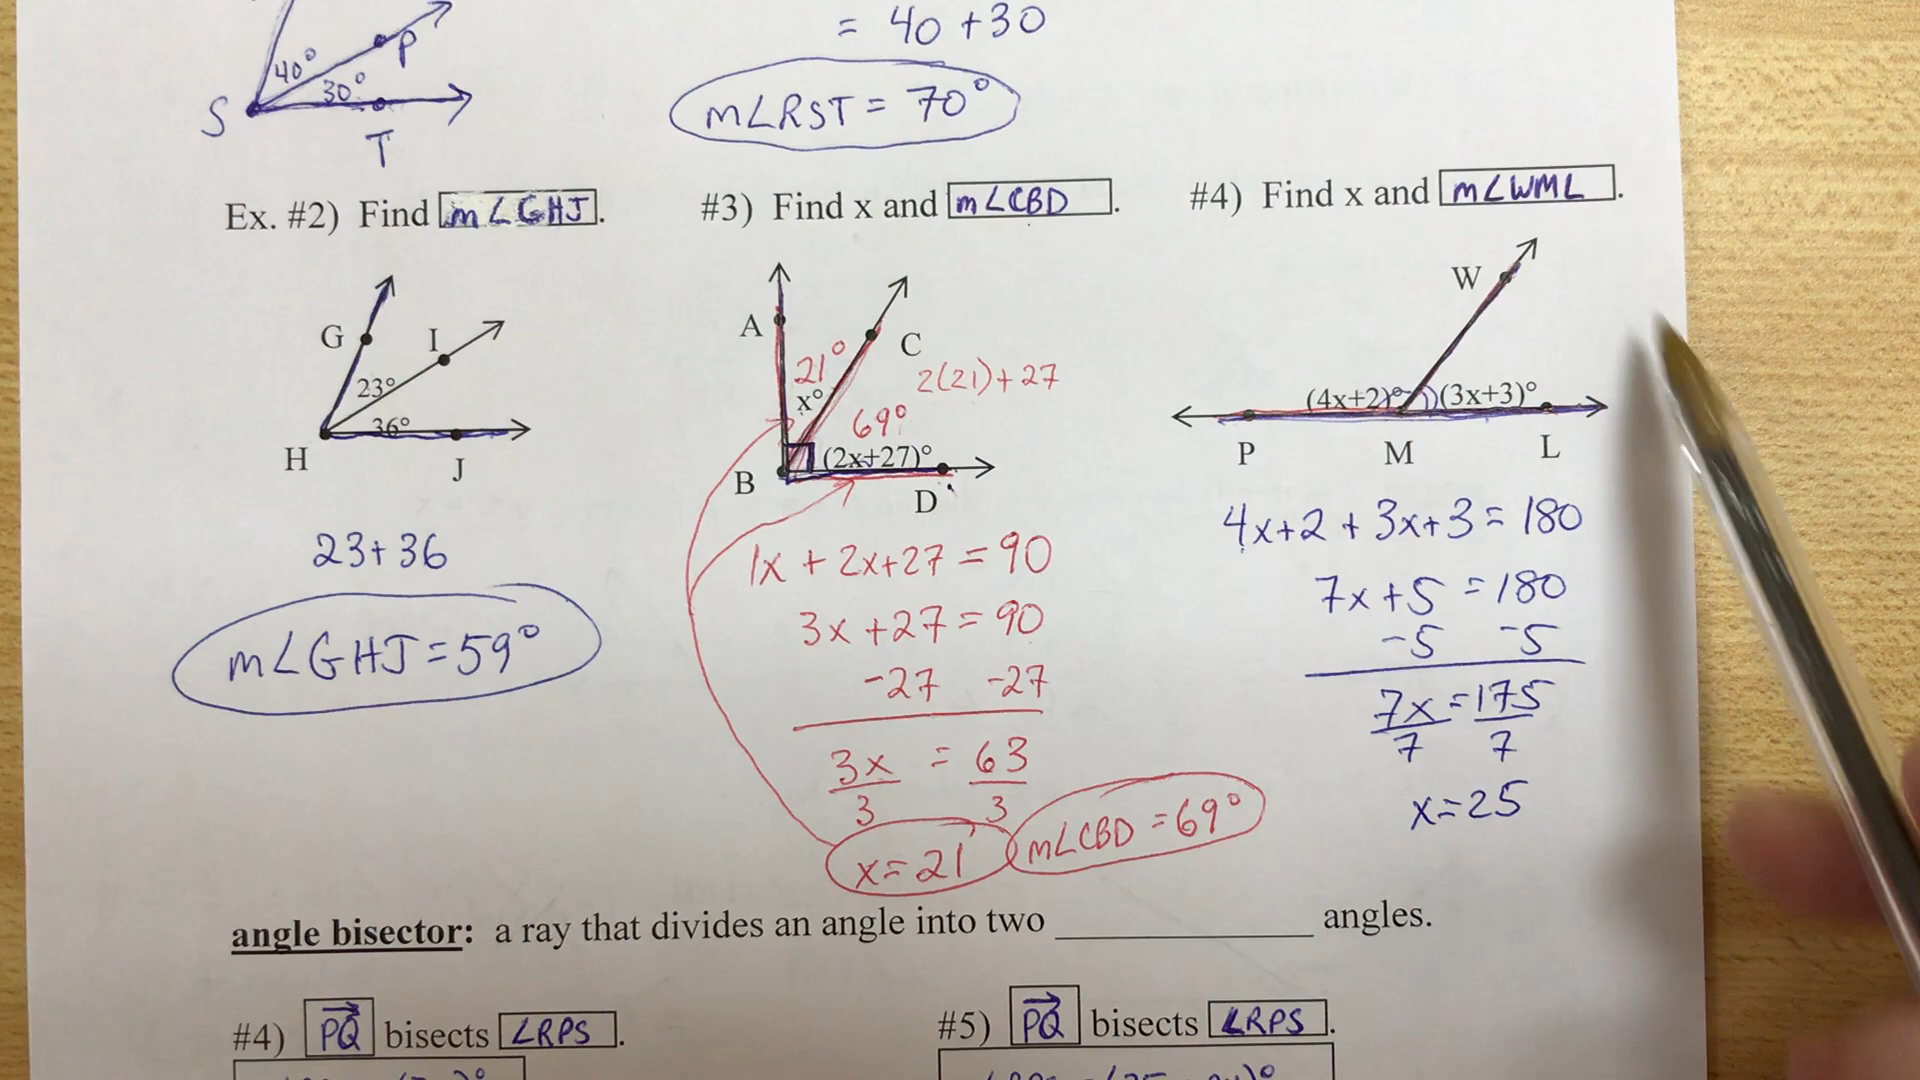 = 40 + 30
40°
P
30°
S
T
m∠RST = 70°
Ex. #2) Find m∠GHJ.
G
I
23°
36°
H
J
23 + 36
m∠GHJ = 59°
#3) Find x and m∠CBD.
A
21°
C
2(21) + 27
x°
69°
(2x+27)°
B
D
1x + 2x + 27 = 90
3x + 27 = 90
-27 -27
3x = 63
3 3
x = 21
m∠CBD = 69°
#4) Find x and m∠WML.
W
(4x+2)° (3x+3)°
P M L
4x+2 + 3x+3 = 180
7x + 5 = 180
-5 -5
7x = 175
7 7
x = 25
angle bisector: a ray that divides an angle into two ____________ angles.
#4) PQ⃗ bisects ∠RPS.
#5) PQ⃗ bisects ∠RPS.